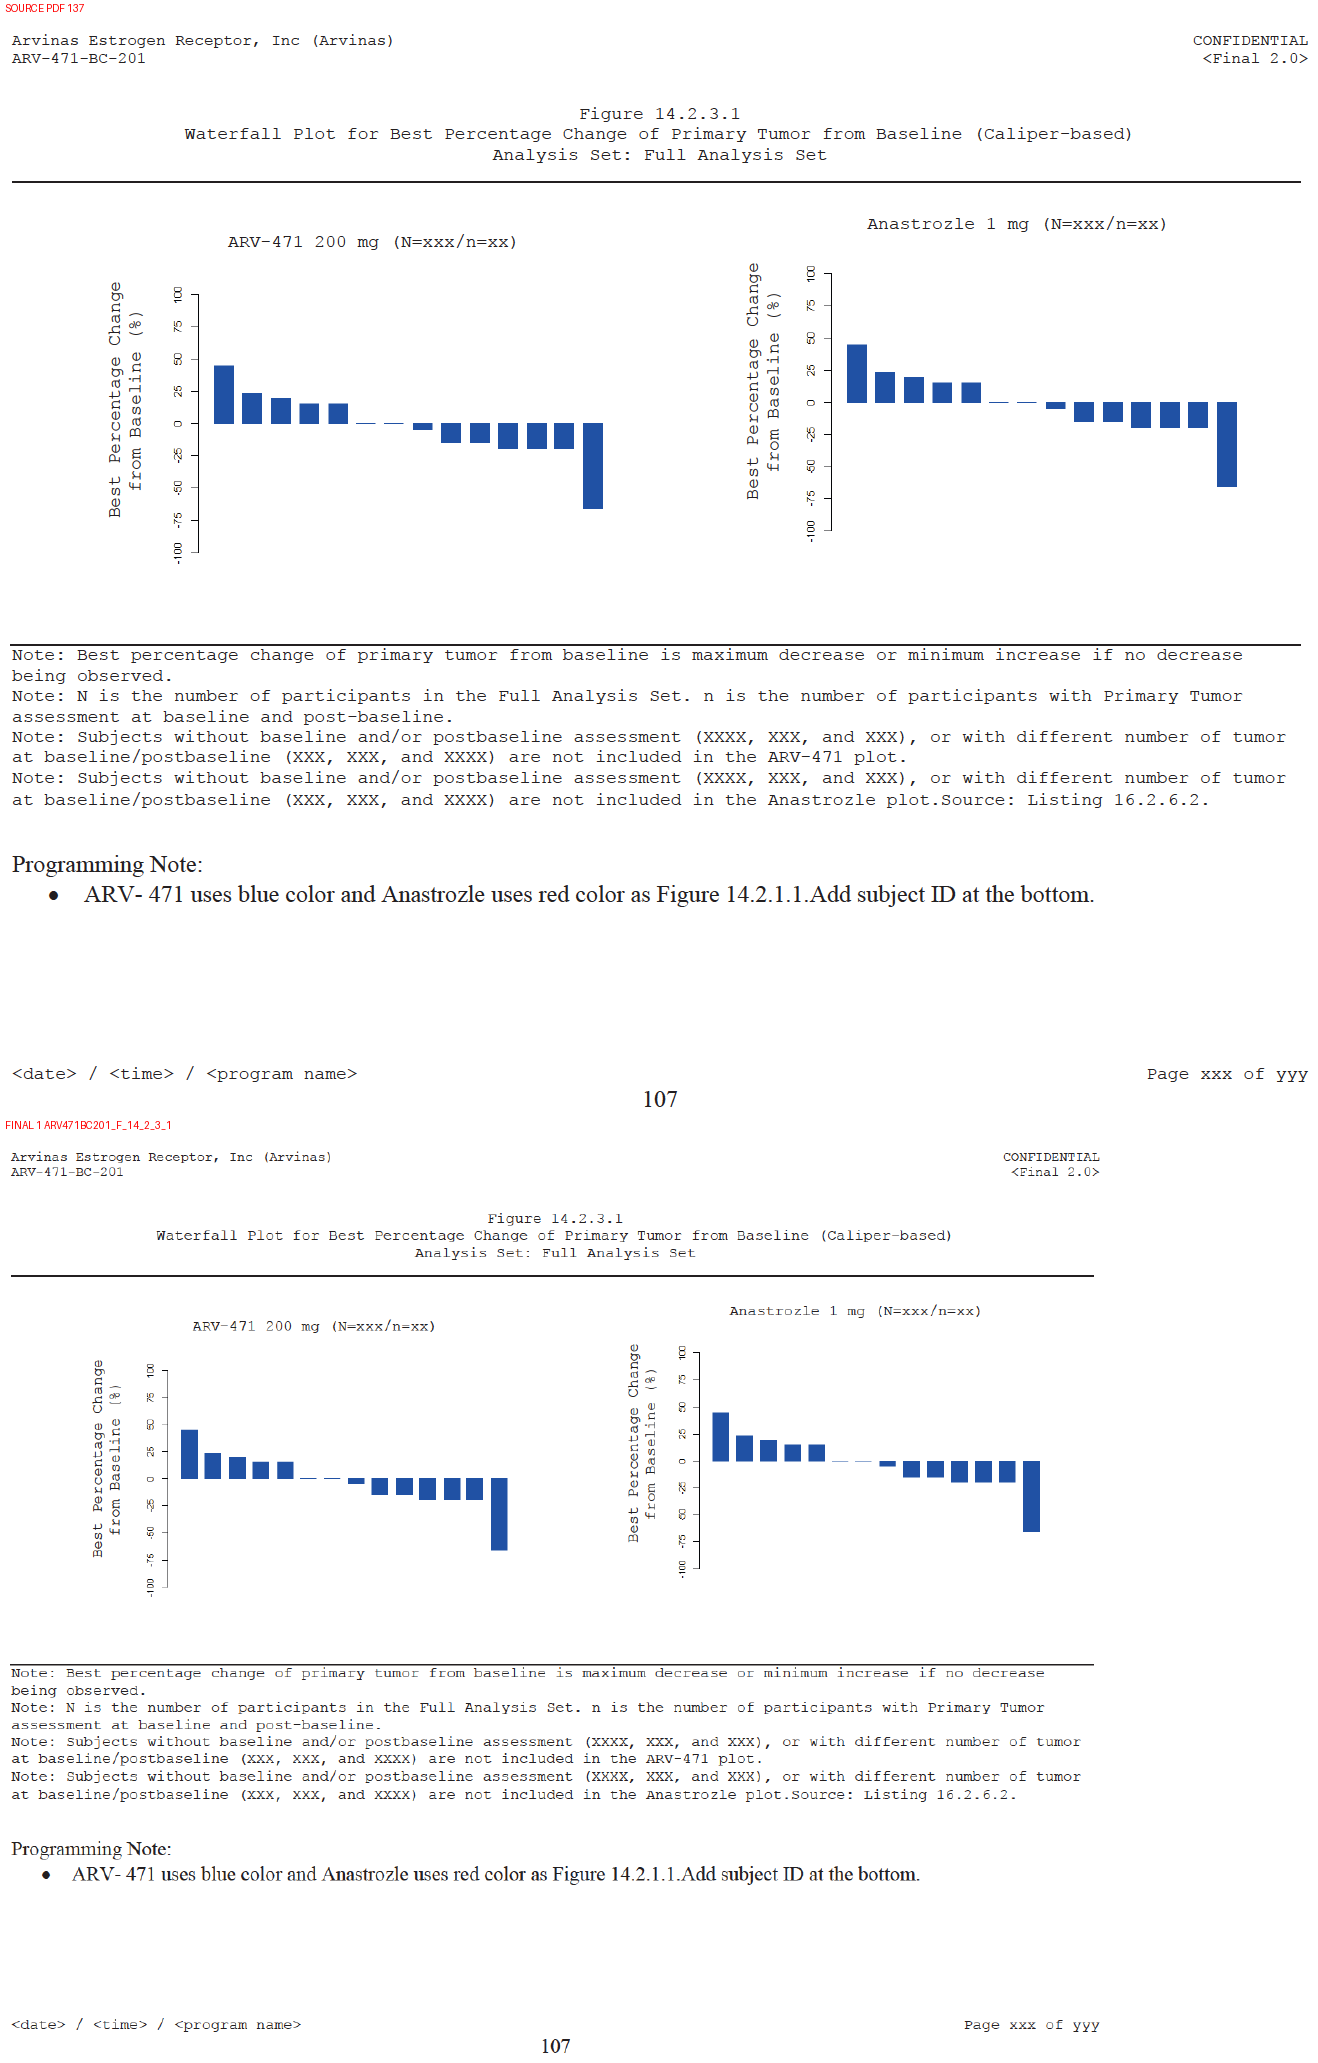 SOURCE PDF 137
Arvinas Estrogen Receptor, Inc (Arvinas) CONFIDENTIAL
ARV-471-BC-201 <Final 2.0>
Figure 14.2.3.1
Waterfall Plot for Best Percentage Change of Primary Tumor from Baseline (Caliper-based)
Analysis Set: Full Analysis Set
ARV-471 200 mg (N=xxx/n=xx)
Best Percentage Change
from Baseline (%)
100
75
50
25
0
-25
-50
-75
-100
Anastrozle 1 mg (N=xxx/n=xx)
Best Percentage Change
from Baseline (%)
100
75
50
25
0
-25
-50
-75
-100
Note: Best percentage change of primary tumor from baseline is maximum decrease or minimum increase if no decrease
being observed.
Note: N is the number of participants in the Full Analysis Set. n is the number of participants with Primary Tumor
assessment at baseline and post-baseline.
Note: Subjects without baseline and/or postbaseline assessment (XXXX, XXX, and XXX), or with different number of tumor
at baseline/postbaseline (XXX, XXX, and XXXX) are not included in the ARV-471 plot.
Note: Subjects without baseline and/or postbaseline assessment (XXXX, XXX, and XXX), or with different number of tumor
at baseline/postbaseline (XXX, XXX, and XXXX) are not included in the Anastrozle plot.Source: Listing 16.2.6.2.
Programming Note:
● ARV- 471 uses blue color and Anastrozle uses red color as Figure 14.2.1.1.Add subject ID at the bottom.
<date> / <time> / <program name> Page xxx of yyy
107
FINAL 1 ARV471BC201_F_14_2_3_1
Arvinas Estrogen Receptor, Inc (Arvinas) CONFIDENTIAL
ARV-471-BC-201 <Final 2.0>
Figure 14.2.3.1
Waterfall Plot for Best Percentage Change of Primary Tumor from Baseline (Caliper-based)
Analysis Set: Full Analysis Set
ARV-471 200 mg (N=xxx/n=xx)
Best Percentage Change
from Baseline (%)
100
75
50
25
0
-25
-50
-75
-100
Anastrozle 1 mg (N=xxx/n=xx)
Best Percentage Change
from Baseline (%)
100
75
50
25
0
-25
-50
-75
-100
Note: Best percentage change of primary tumor from baseline is maximum decrease or minimum increase if no decrease
being observed.
Note: N is the number of participants in the Full Analysis Set. n is the number of participants with Primary Tumor
assessment at baseline and post-baseline.
Note: Subjects without baseline and/or postbaseline assessment (XXXX, XXX, and XXX), or with different number of tumor
at baseline/postbaseline (XXX, XXX, and XXXX) are not included in the ARV-471 plot.
Note: Subjects without baseline and/or postbaseline assessment (XXXX, XXX, and XXX), or with different number of tumor
at baseline/postbaseline (XXX, XXX, and XXXX) are not included in the Anastrozle plot.Source: Listing 16.2.6.2.
Programming Note:
● ARV- 471 uses blue color and Anastrozle uses red color as Figure 14.2.1.1.Add subject ID at the bottom.
<date> / <time> / <program name> Page xxx of yyy
107